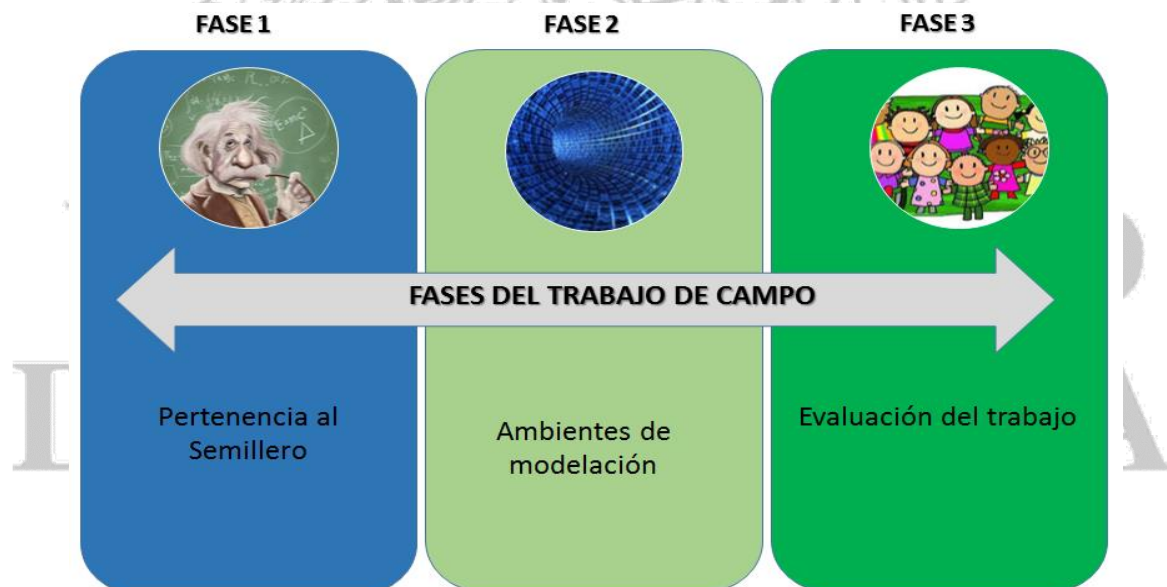 FASE 1
FASE 2
FASE 3
FASES DEL TRABAJO DE CAMPO
Pertenencia al
Semillero
Ambientes de
modelación
Evaluación del trabajo